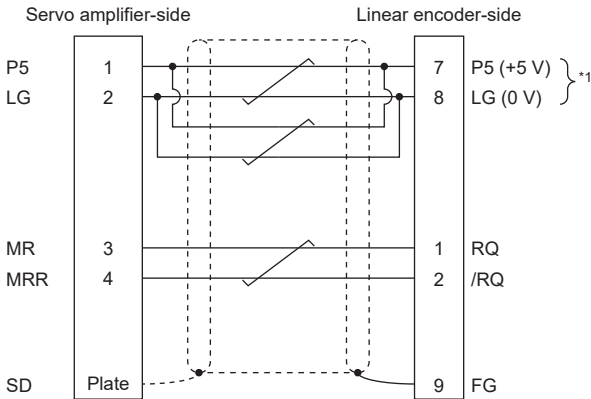 Servo amplifier-side Linear encoder-side
P5 1 7 P5 (+5 V) *1
LG 2 8 LG (0 V)
MR 3 1 RQ
MRR 4 2 /RQ
SD Plate 9 FG